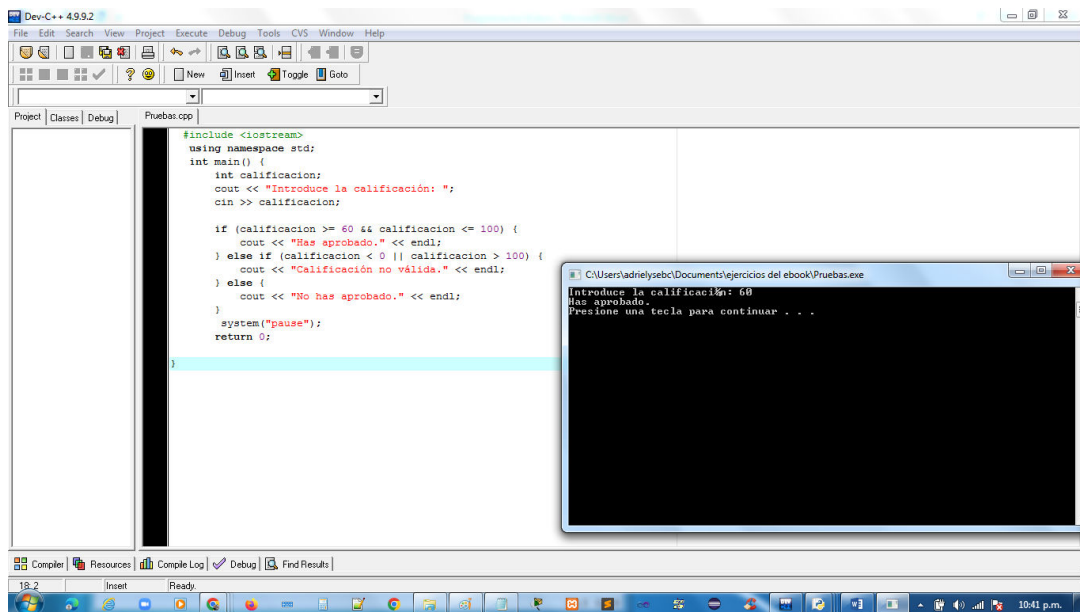 Dev-C++ 4.9.9.2
File Edit Search View Project Execute Debug Tools CVS Window Help
New Insert Toggle Goto
Project Classes Debug Pruebas.cpp
#include <iostream>
using namespace std;
int main() {
int calificacion;
cout << "Introduce la calificación: ";
cin >> calificacion;
if (calificacion >= 60 && calificacion <= 100) {
cout << "Has aprobado." << endl;
} else if (calificacion < 0 || calificacion > 100) {
cout << "Calificación no válida." << endl;
} else {
cout << "No has aprobado." << endl;
}
system("pause");
return 0;
}
C:\Users\adrielysebc\Documents\ejercicios del ebook\Pruebas.exe
Introduce la calificaci¾n: 60
Has aprobado.
Presione una tecla para continuar . . .
Compiler Resources Compile Log Debug Find Results
18:2 Insert Ready.
10:41 p.m.